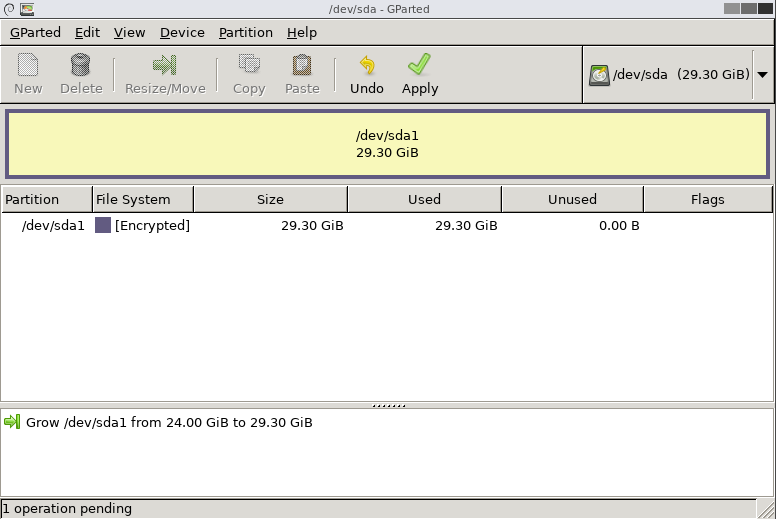 /dev/sda - GParted
GParted Edit View Device Partition Help
New Delete Resize/Move Copy Paste Undo Apply /dev/sda (29.30 GiB)
/dev/sda1
29.30 GiB
Partition File System Size Used Unused Flags
/dev/sda1 [Encrypted] 29.30 GiB 29.30 GiB 0.00 B
Grow /dev/sda1 from 24.00 GiB to 29.30 GiB
1 operation pending